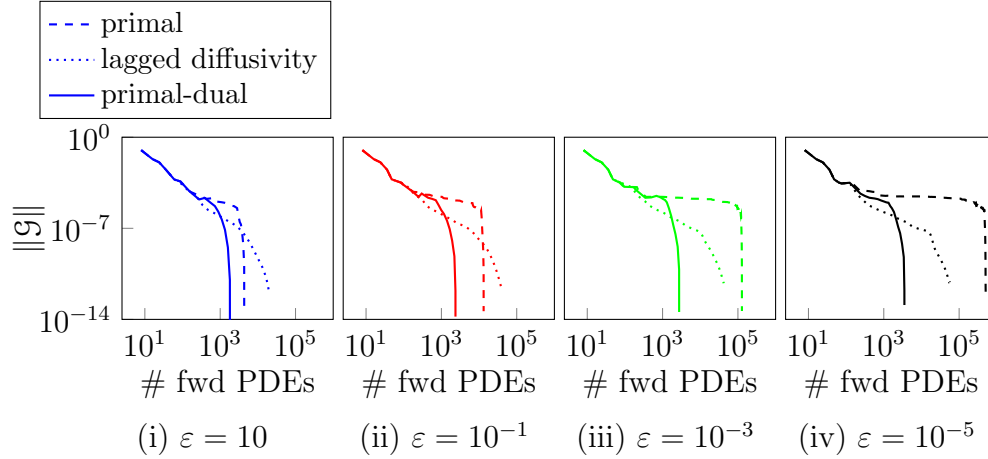 primal
lagged diffusivity
primal-dual
10^0
10^{-7}
10^{-14}
‖𝒢‖
10^1 10^3 10^5 10^1 10^3 10^5 10^1 10^3 10^5 10^1 10^3 10^5
# fwd PDEs # fwd PDEs # fwd PDEs # fwd PDEs
(i) ε = 10 (ii) ε = 10^{-1} (iii) ε = 10^{-3} (iv) ε = 10^{-5}